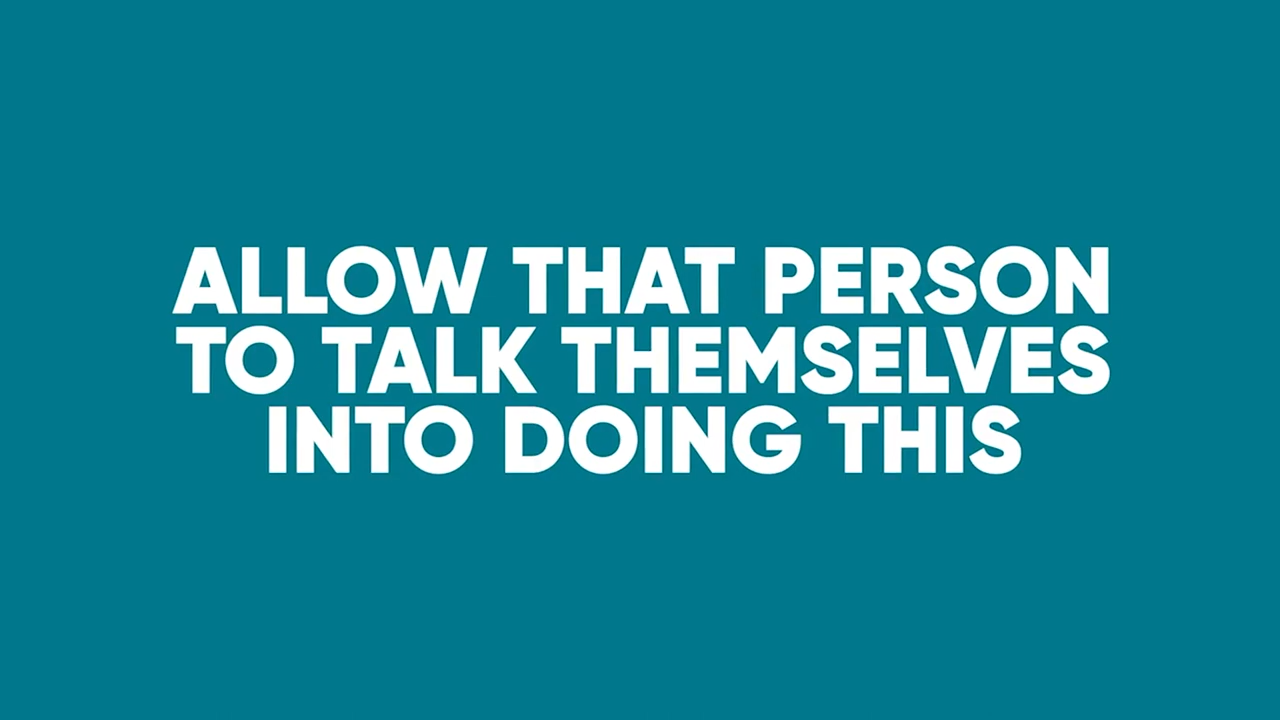 ALLOW THAT PERSON
TO TALK THEMSELVES
INTO DOING THIS